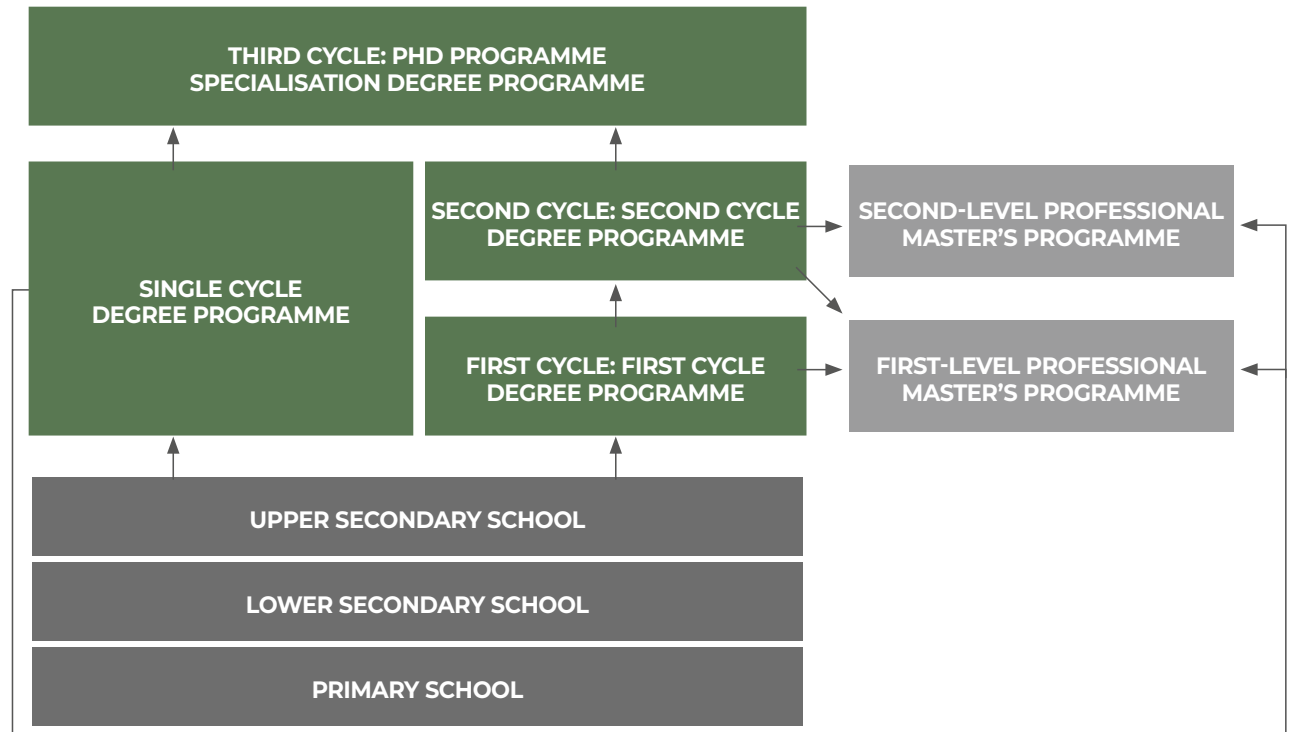 THIRD CYCLE: PHD PROGRAMME
SPECIALISATION DEGREE PROGRAMME
SINGLE CYCLE
DEGREE PROGRAMME
SECOND CYCLE: SECOND CYCLE
DEGREE PROGRAMME
SECOND-LEVEL PROFESSIONAL
MASTER’S PROGRAMME
FIRST CYCLE: FIRST CYCLE
DEGREE PROGRAMME
FIRST-LEVEL PROFESSIONAL
MASTER’S PROGRAMME
UPPER SECONDARY SCHOOL
LOWER SECONDARY SCHOOL
PRIMARY SCHOOL